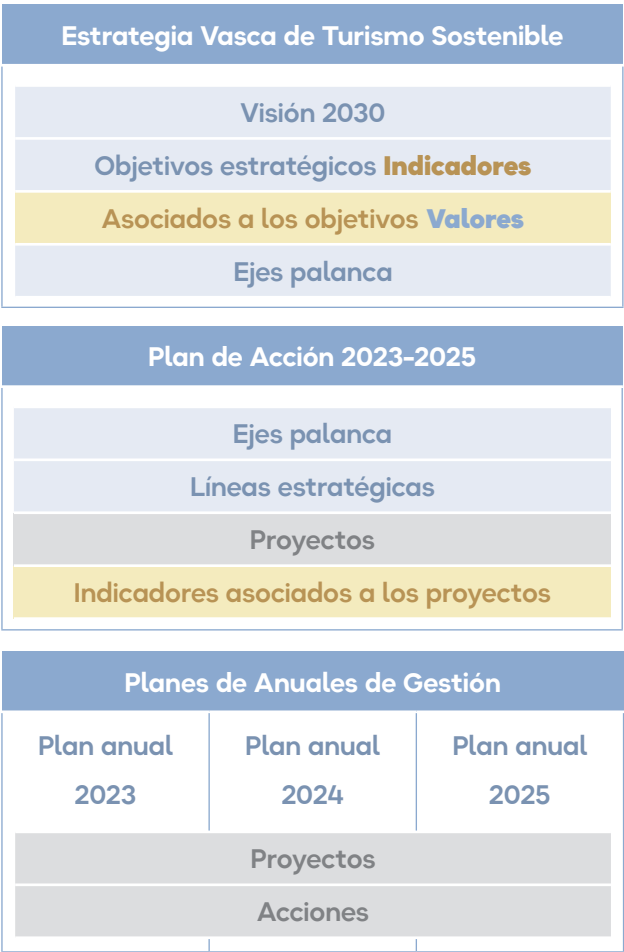 Estrategia Vasca de Turismo Sostenible
Visión 2030
Objetivos estratégicos Indicadores
Asociados a los objetivos Valores
Ejes palanca
Plan de Acción 2023-2025
Ejes palanca
Líneas estratégicas
Proyectos
Indicadores asociados a los proyectos
Planes de Anuales de Gestión
Plan anual
2023
Plan anual
2024
Plan anual
2025
Proyectos
Acciones